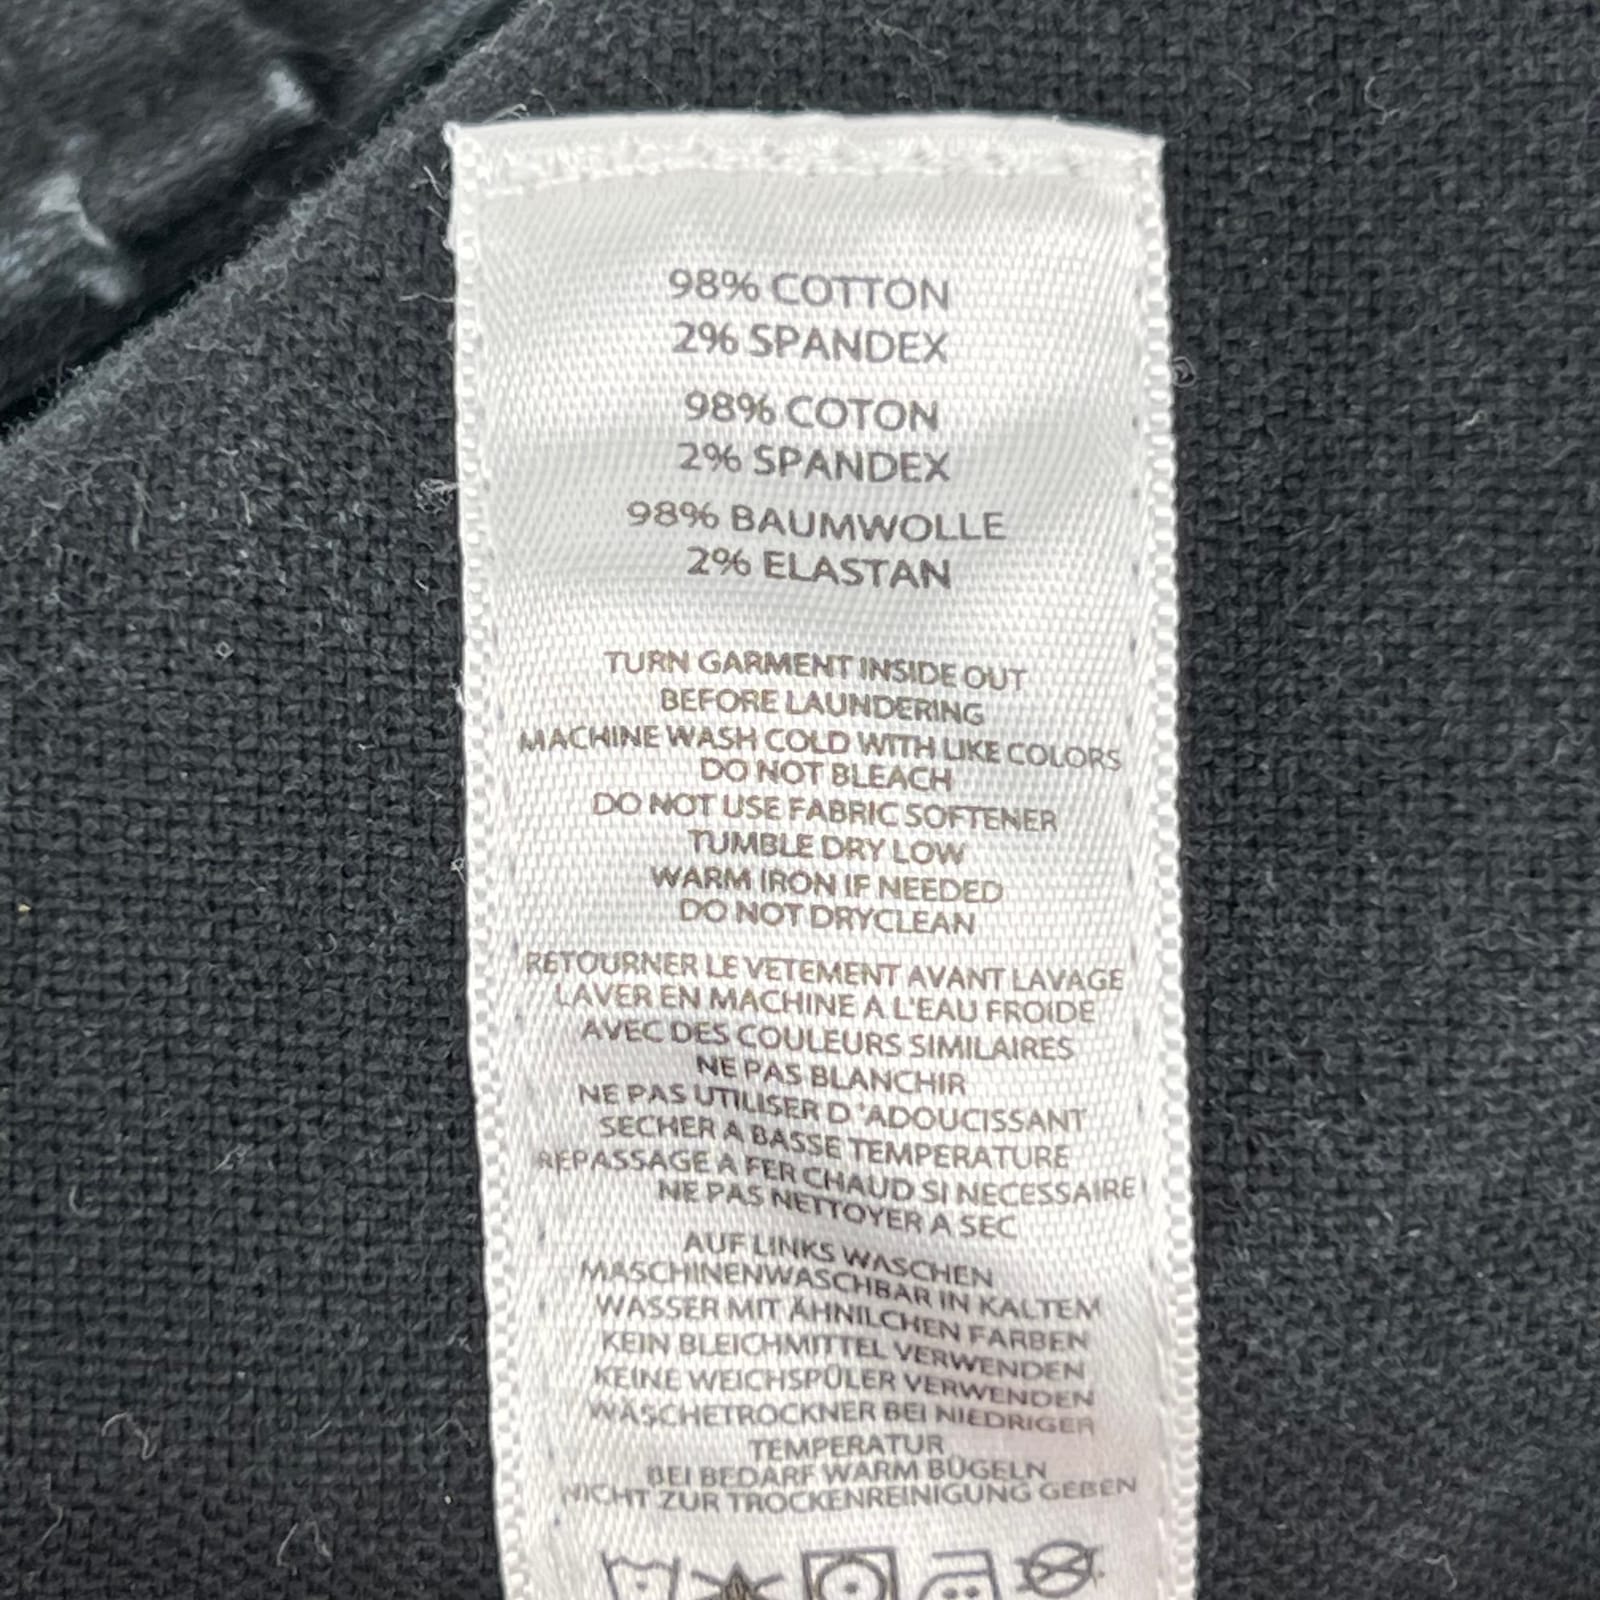 98% COTTON
2% SPANDEX
98% COTON
2% SPANDEX
98% BAUMWOLLE
2% ELASTAN
TURN GARMENT INSIDE OUT
BEFORE LAUNDERING
MACHINE WASH COLD WITH LIKE COLORS
DO NOT BLEACH
DO NOT USE FABRIC SOFTENER
TUMBLE DRY LOW
WARM IRON IF NEEDED
DO NOT DRYCLEAN
RETOURNER LE VETEMENT AVANT LAVAGE
LAVER EN MACHINE A L'EAU FROIDE
AVEC DES COULEURS SIMILAIRES
NE PAS BLANCHIR
NE PAS UTILISER D 'ADOUCISSANT
SECHER A BASSE TEMPERATURE
REPASSAGE A FER CHAUD SI NECESSAIRE
NE PAS NETTOYER A SEC
AUF LINKS WASCHEN
MASCHINENWASCHBAR IN KALTEM
WASSER MIT ÄHNILCHEN FARBEN
KEIN BLEICHMITTEL VERWENDEN
KEINE WEICHSPÜLER VERWENDEN
WÄSCHETROCKNER BEI NIEDRIGER
TEMPERATUR
BEI BEDARF WARM BÜGELN
NICHT ZUR TROCKENREINIGUNG GEBEN